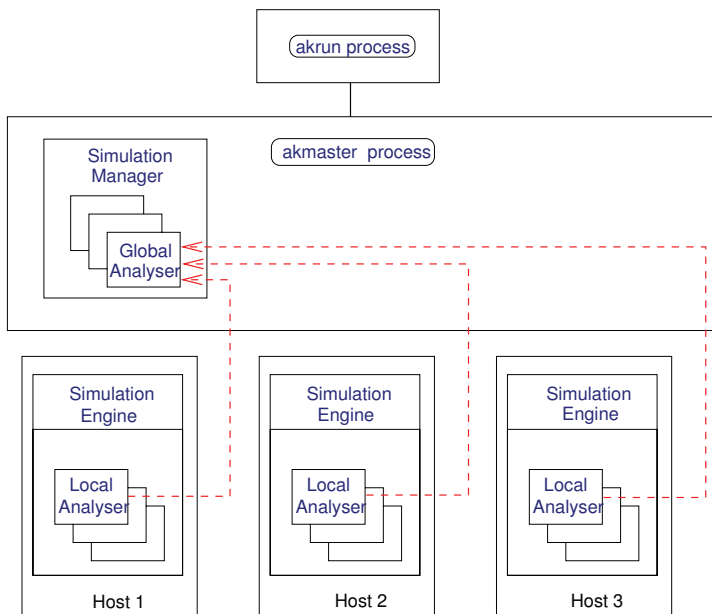 akrun process
akmaster process
Simulation
Manager
Global
Analyser
Simulation
Engine
Local
Analyser
Host 1
Simulation
Engine
Local
Analyser
Host 2
Simulation
Engine
Local
Analyser
Host 3